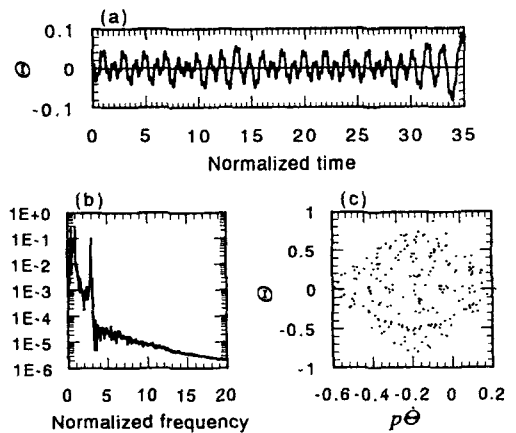 (a)
0.1
Θ 0
-0.1
0 5 10 15 20 25 30 35
Normalized time
(b)
1E+0
1E-1
1E-2
1E-3
1E-4
1E-5
1E-6
0 5 10 15 20
Normalized frequency
(c)
1
0.5
Θ 0
-0.5
-1
-0.6 -0.4 -0.2 0 0.2
pΘ̇